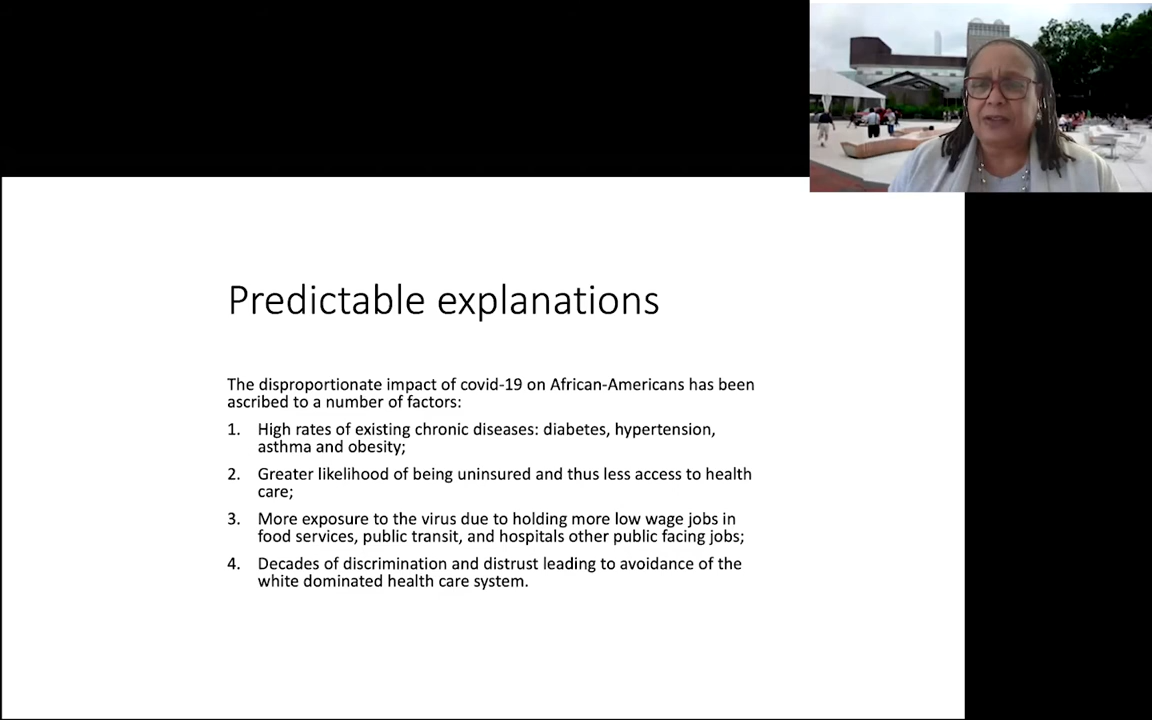 Predictable explanations
The disproportionate impact of covid-19 on African-Americans has been
ascribed to a number of factors:
1. High rates of existing chronic diseases: diabetes, hypertension,
asthma and obesity;
2. Greater likelihood of being uninsured and thus less access to health
care;
3. More exposure to the virus due to holding more low wage jobs in
food services, public transit, and hospitals other public facing jobs;
4. Decades of discrimination and distrust leading to avoidance of the
white dominated health care system.